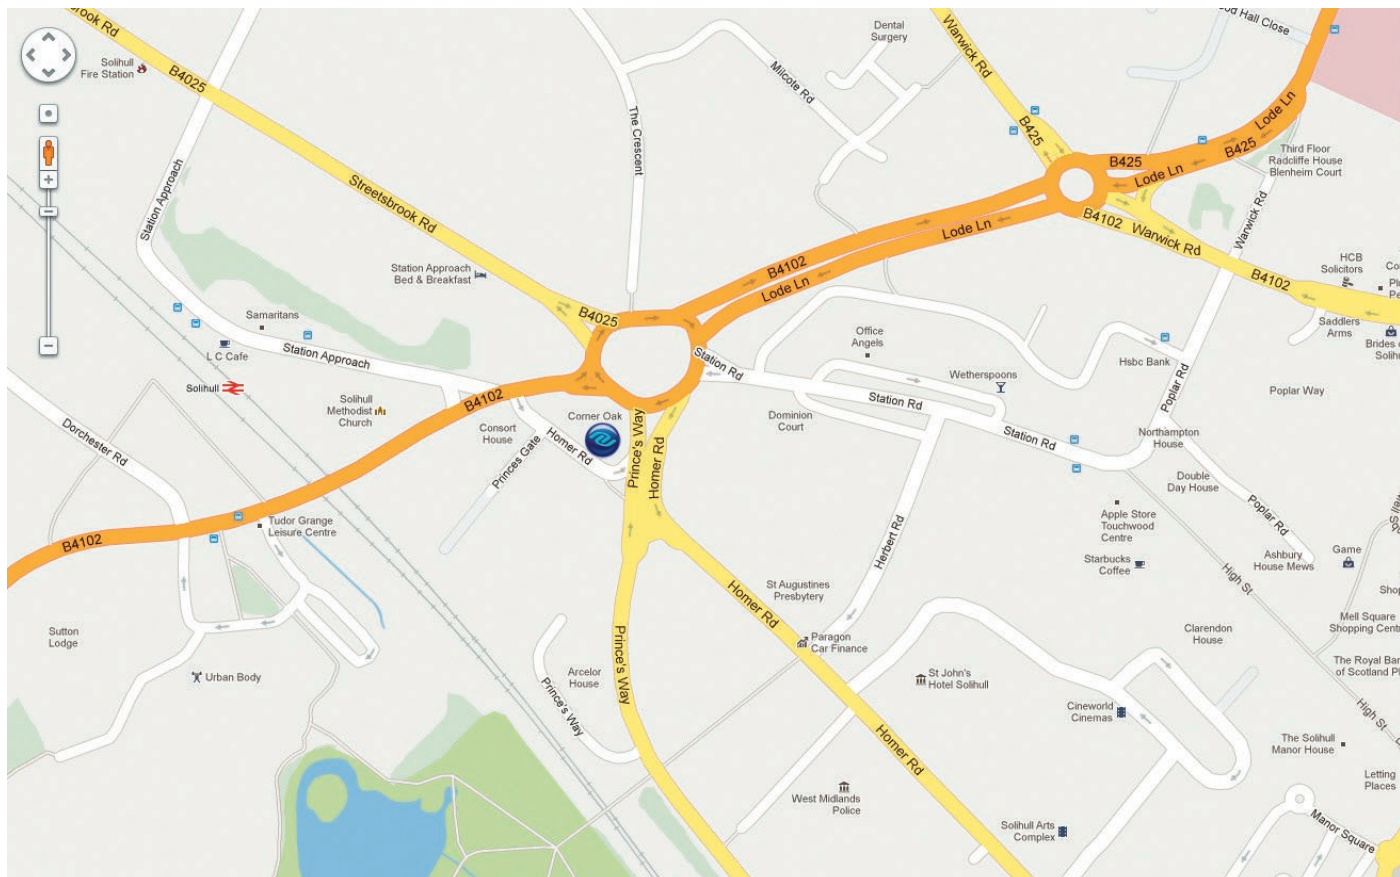 brook Rd
Solihull
Fire Station
B4025
Dental
Surgery
Milcote Rd
The Crescent
Warwick Rd
B425
Hall Close
Lode Ln
B425
B425
Lode Ln
Third Floor
Radcliffe House
Blenheim Court
Warwick Rd
B4102
Warwick Rd
B4102
HCB
Solicitors
Saddlers
Arms
Brides
Station Approach
Streetsbrook Rd
Station Approach
Bed & Breakfast
B4102
Lode Ln
Lode Ln
B4025
Samaritans
L C Cafe
Station Approach
Solihull
Solihull
Methodist
Church
B4102
Corner Oak
Consort
House
Homer Rd
Princes Gate
Prince's Way
Homer Rd
Station Rd
Office
Angels
Wetherspoons
Station Rd
Dominion
Court
Station Rd
Hsbc Bank
Poplar Rd
Poplar Way
Northampton
House
Double
Day House
Poplar Rd
Dorchester Rd
Tudor Grange
Leisure Centre
B4102
Apple Store
Touchwood
Centre
Starbucks
Coffee
Herbert Rd
High St
Ashbury
House Mews
Game
St Augustines
Presbytery
Homer Rd
Paragon
Car Finance
Mell Square
Shopping Cent
Clarendon
House
The Royal Ba
of Scotland Pl
Sutton
Lodge
Urban Body
Arcelor
House
Prince's Way
Prince's Way
St John's
Hotel Solihull
Cineworld
Cinemas
High St
The Solihull
Manor House
Letting
Places
Homer Rd
West Midlands
Police
Solihull Arts
Complex
Manor Square